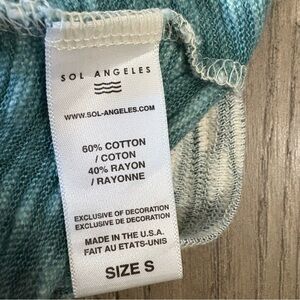 SOL ANGELES
WWW.SOL-ANGELES.COM
60% COTTON
/ COTON
40% RAYON
/ RAYONNE
EXCLUSIVE OF DECORATION
EXCLUSIVE DE DECORATION
MADE IN THE U.S.A.
FAIT AU ETATS-UNIS
SIZE S